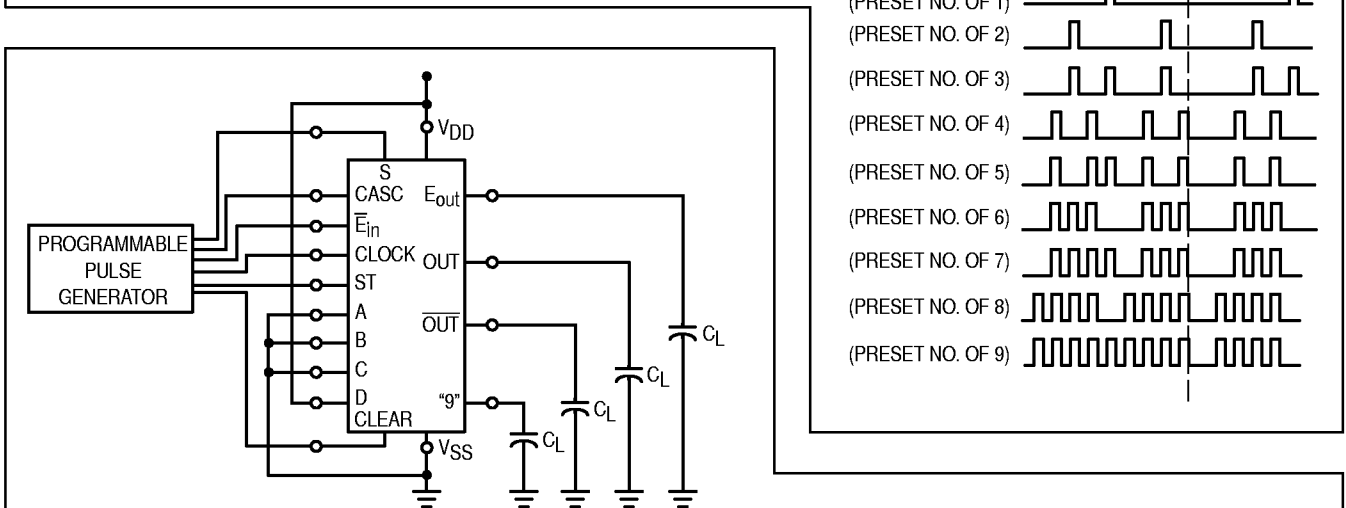 (PRESET NO. OF 1)
(PRESET NO. OF 2)
(PRESET NO. OF 3)
(PRESET NO. OF 4)
(PRESET NO. OF 5)
(PRESET NO. OF 6)
(PRESET NO. OF 7)
(PRESET NO. OF 8)
(PRESET NO. OF 9)
PROGRAMMABLE
PULSE
GENERATOR
VDD
S
CASC
E̅in
CLOCK
ST
A
B
C
D
CLEAR
Eout
OUT
O̅U̅T̅
“9”
VSS
CL
CL
CL
CL